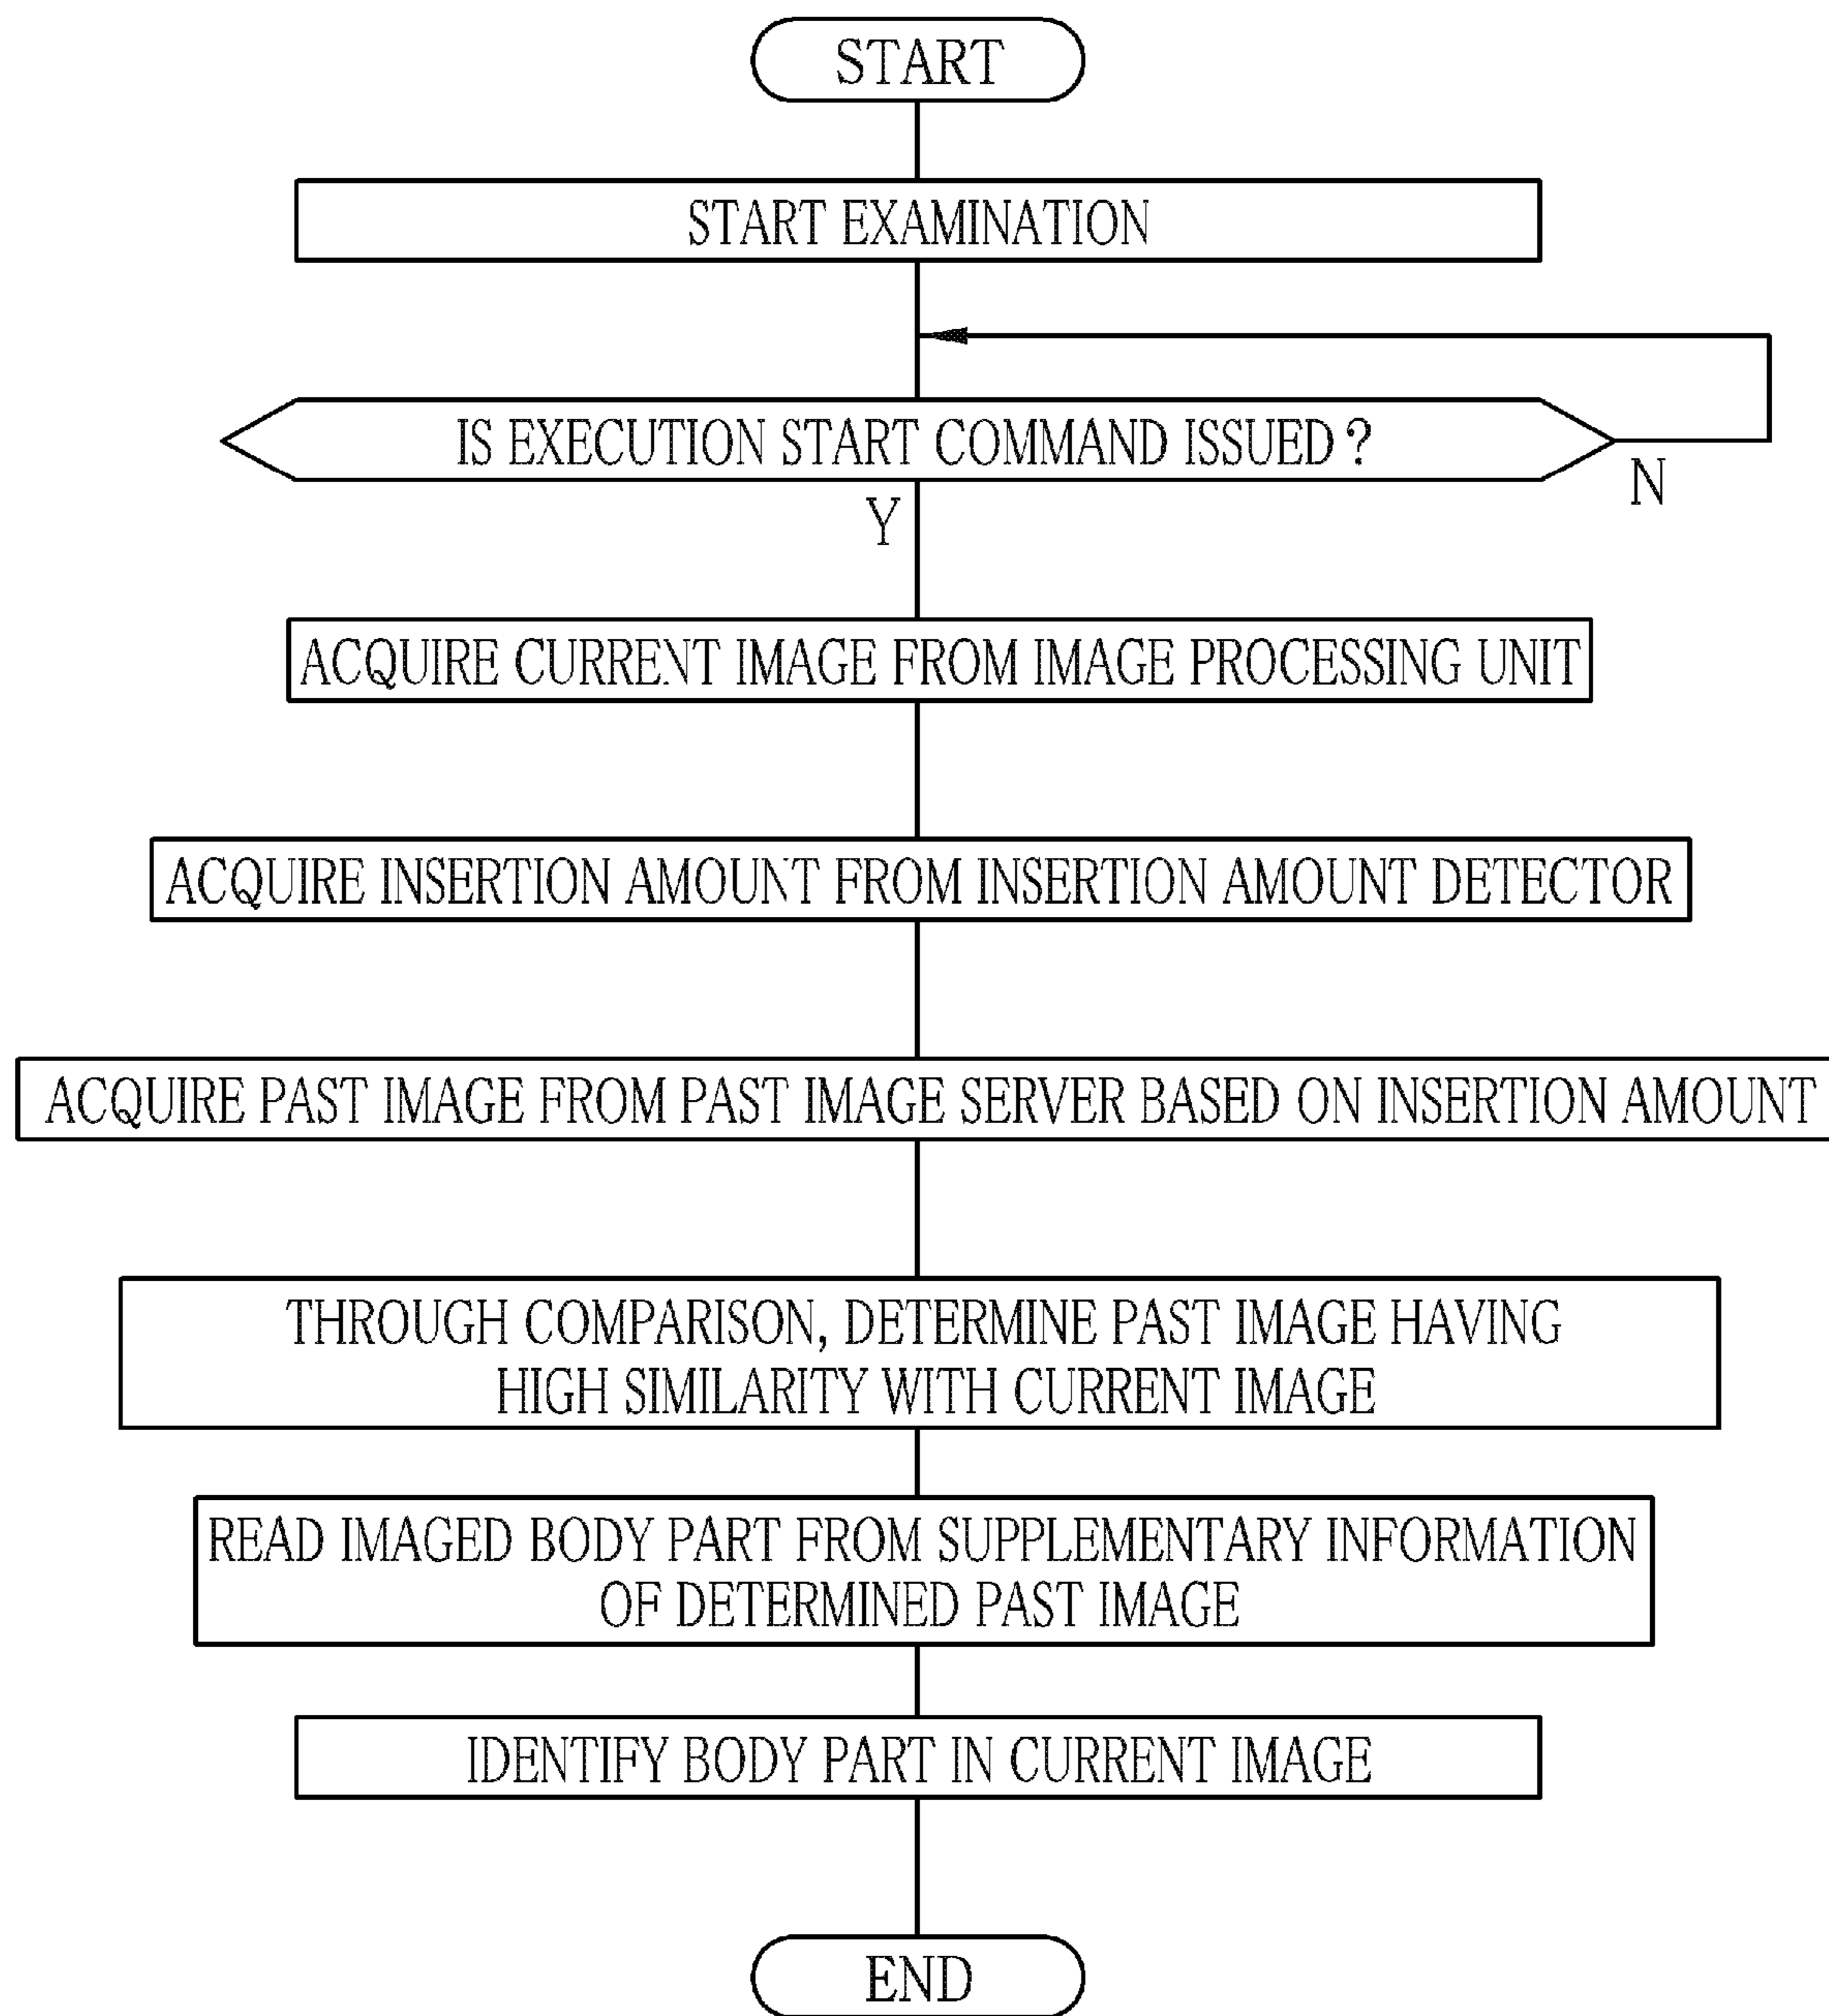 START
START EXAMINATION
IS EXECUTION START COMMAND ISSUED ?
N
Y
ACQUIRE CURRENT IMAGE FROM IMAGE PROCESSING UNIT
ACQUIRE INSERTION AMOUNT FROM INSERTION AMOUNT DETECTOR
ACQUIRE PAST IMAGE FROM PAST IMAGE SERVER BASED ON INSERTION AMOUNT
THROUGH COMPARISON, DETERMINE PAST IMAGE HAVING
HIGH SIMILARITY WITH CURRENT IMAGE
READ IMAGED BODY PART FROM SUPPLEMENTARY INFORMATION
OF DETERMINED PAST IMAGE
IDENTIFY BODY PART IN CURRENT IMAGE
END